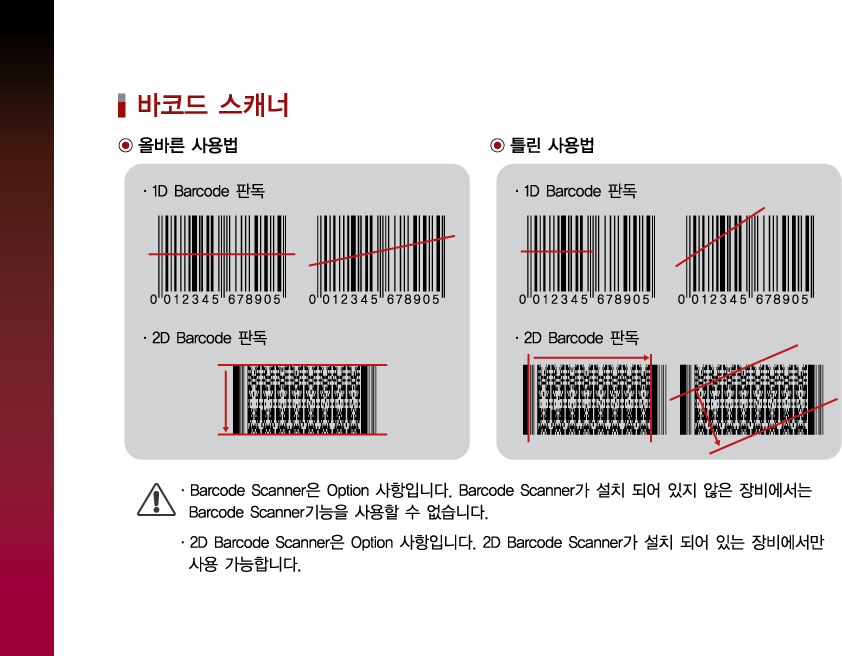 바코드 스캐너
올바른 사용법
· 1D Barcode 판독
0 012345 678905
0 012345 678905
· 2D Barcode 판독
틀린 사용법
· 1D Barcode 판독
0 012345 678905
0 012345 678905
· 2D Barcode 판독
· Barcode Scanner은 Option 사항입니다. Barcode Scanner가 설치 되어 있지 않은 장비에서는
Barcode Scanner기능을 사용할 수 없습니다.
· 2D Barcode Scanner은 Option 사항입니다. 2D Barcode Scanner가 설치 되어 있는 장비에서만
사용 가능합니다.